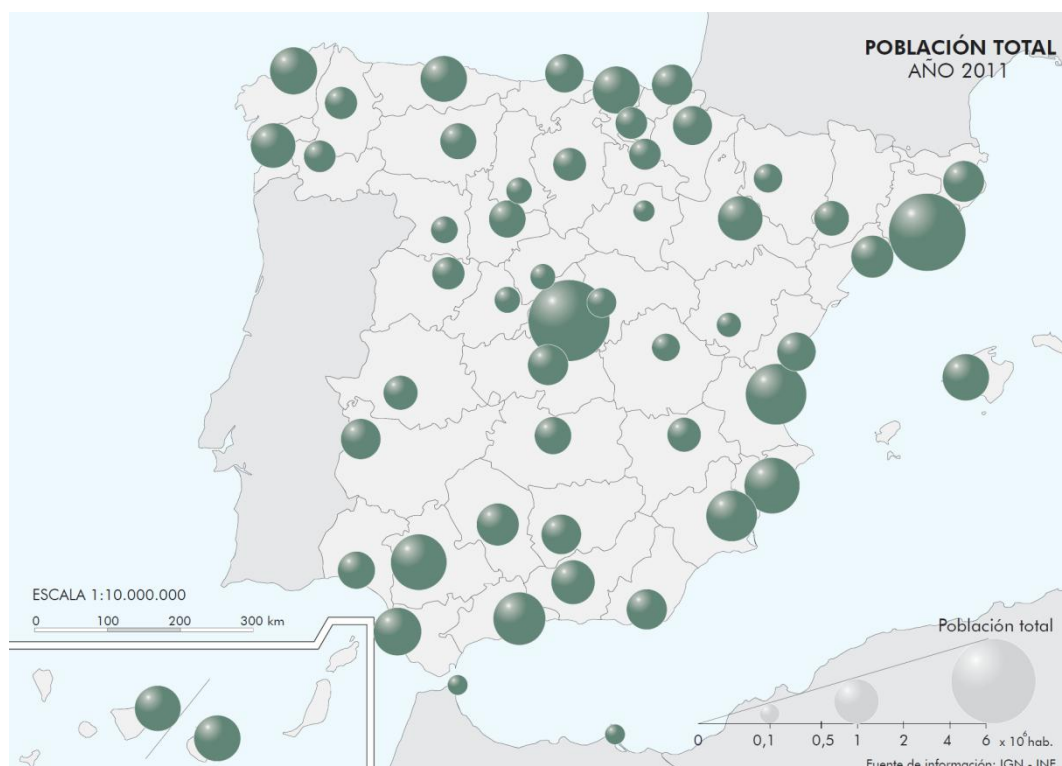 POBLACIÓN TOTAL
AÑO 2011
ESCALA 1:10.000.000
0 100 200 300 km
Población total
0 0,1 0,5 1 2 4 6 x 10⁶ hab.
Fuente de información: IGN - INE